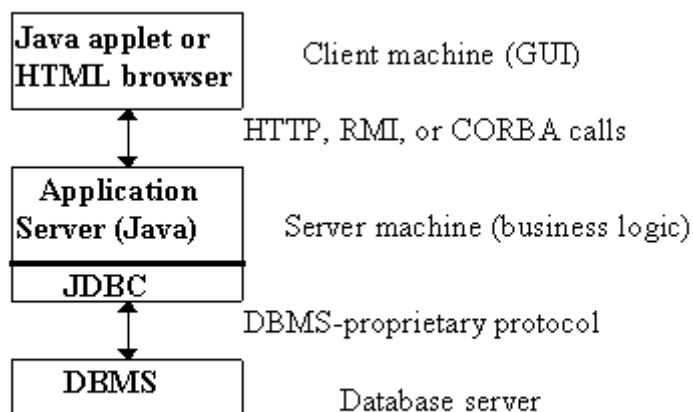 Java applet or
HTML browser
Client machine (GUI)
HTTP, RMI, or CORBA calls
Application
Server (Java)
Server machine (business logic)
JDBC
DBMS-proprietary protocol
DBMS
Database server